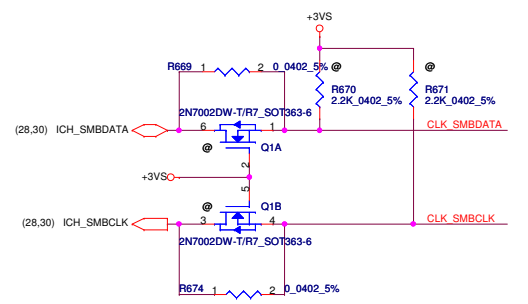 +3VS
R669 1 2 0_0402_5%
@ @
R670 R671
2.2K_0402_5% 2.2K_0402_5%
2N7002DW-T/R7_SOT363-6
(28,30) ICH_SMBDATA 6 1 CLK_SMBDATA
@ Q1A
2
+3VS
5
@ Q1B
(28,30) ICH_SMBCLK 3 4 CLK_SMBCLK
2N7002DW-T/R7_SOT363-6
R674 1 2 0_0402_5%